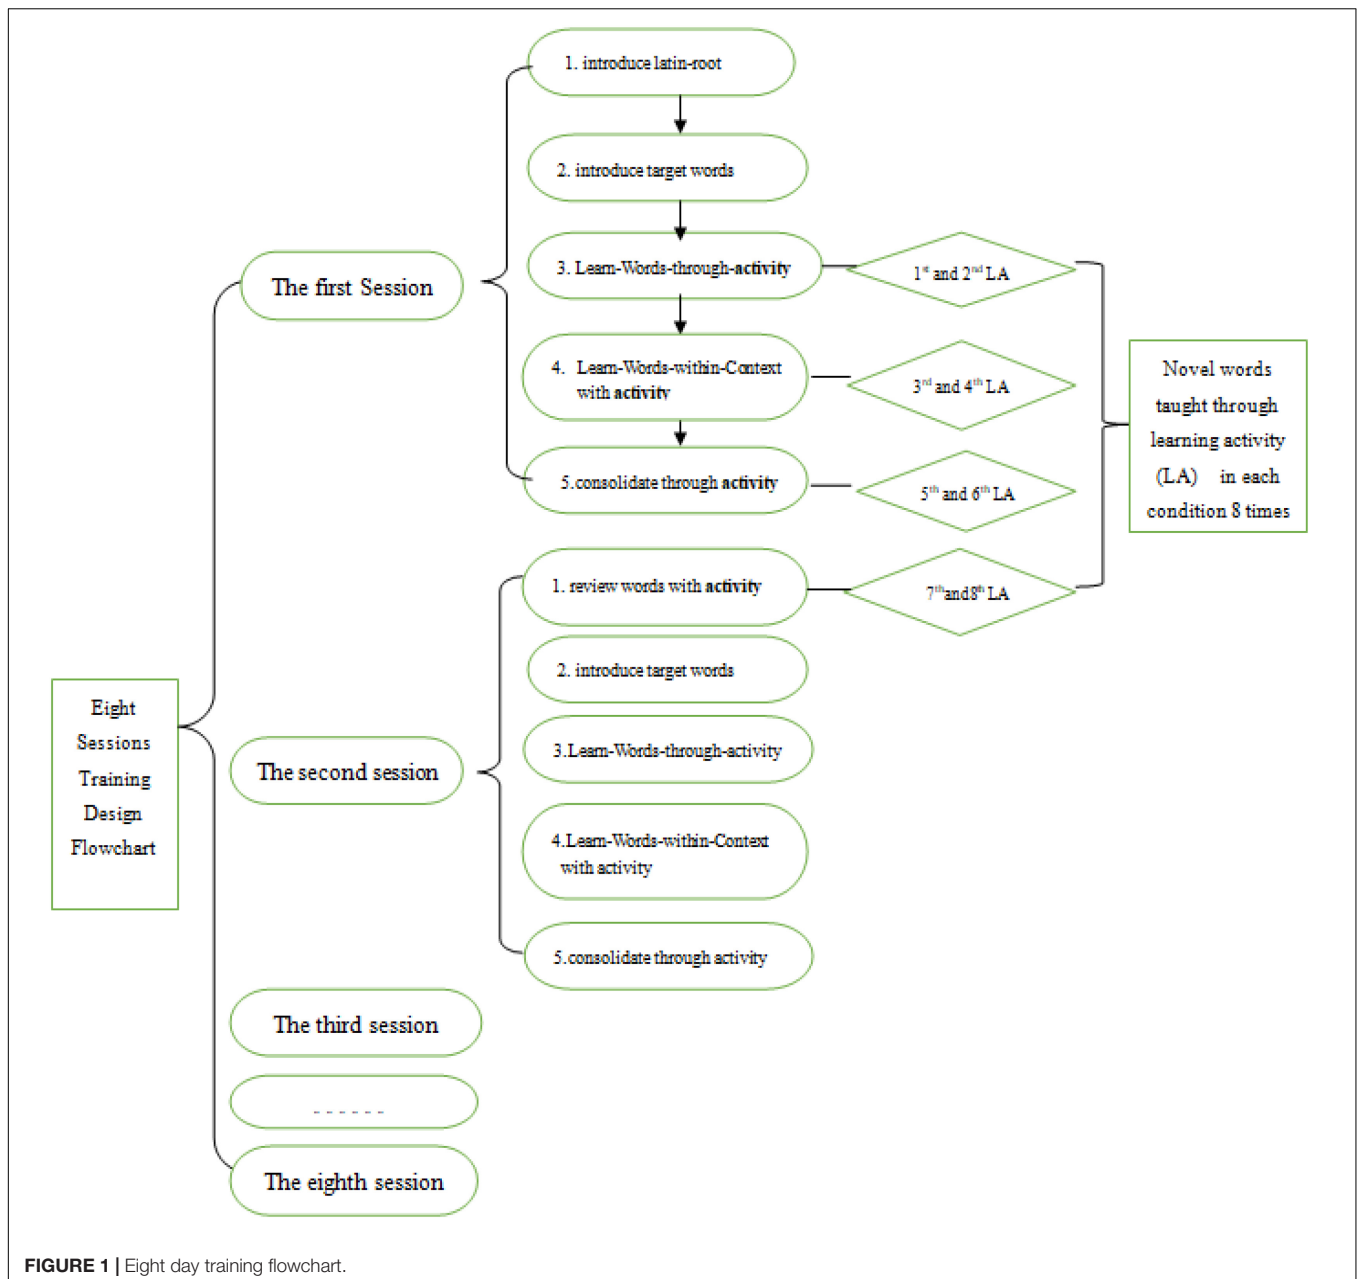 1. introduce latin-root
2. introduce target words
3. Learn-Words-through-activity
1st and 2nd LA
The first Session
4. Learn-Words-within-Context
with activity
3rd and 4th LA
Novel words
taught through
learning activity
(LA) in each
condition 8 times
5.consolidate through activity
5th and 6th LA
1. review words with activity
7thand8th LA
2. introduce target words
Eight
Sessions
Training
Design
Flowchart
The second session
3.Learn-Words-through-activity
4.Learn-Words-within-Context
with activity
5.consolidate through activity
The third session
- - - - - -
The eighth session
FIGURE 1 | Eight day training flowchart.